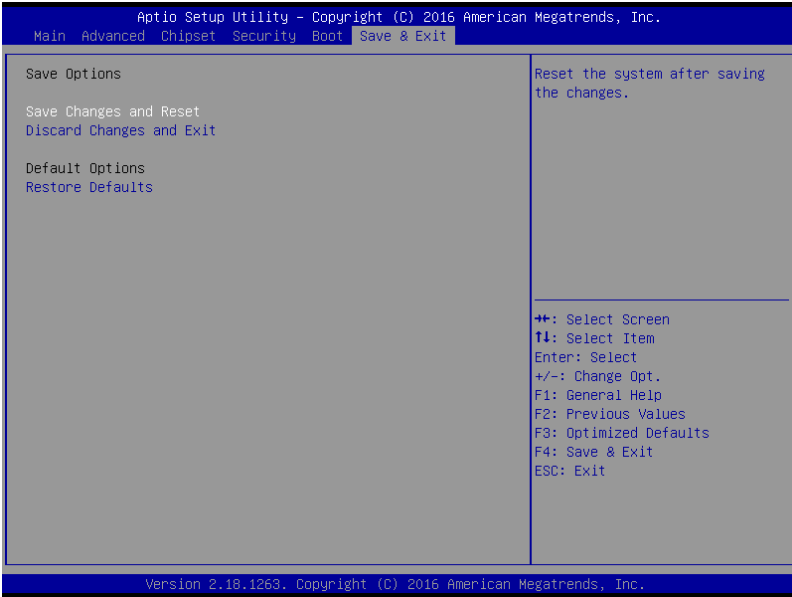 Aptio Setup Utility – Copyright (C) 2016 American Megatrends, Inc.
Main Advanced Chipset Security Boot Save & Exit
Save Options
Save Changes and Reset
Discard Changes and Exit
Default Options
Restore Defaults
Reset the system after saving
the changes.
→←: Select Screen
↑↓: Select Item
Enter: Select
+/-: Change Opt.
F1: General Help
F2: Previous Values
F3: Optimized Defaults
F4: Save & Exit
ESC: Exit
Version 2.18.1263. Copyright (C) 2016 American Megatrends, Inc.